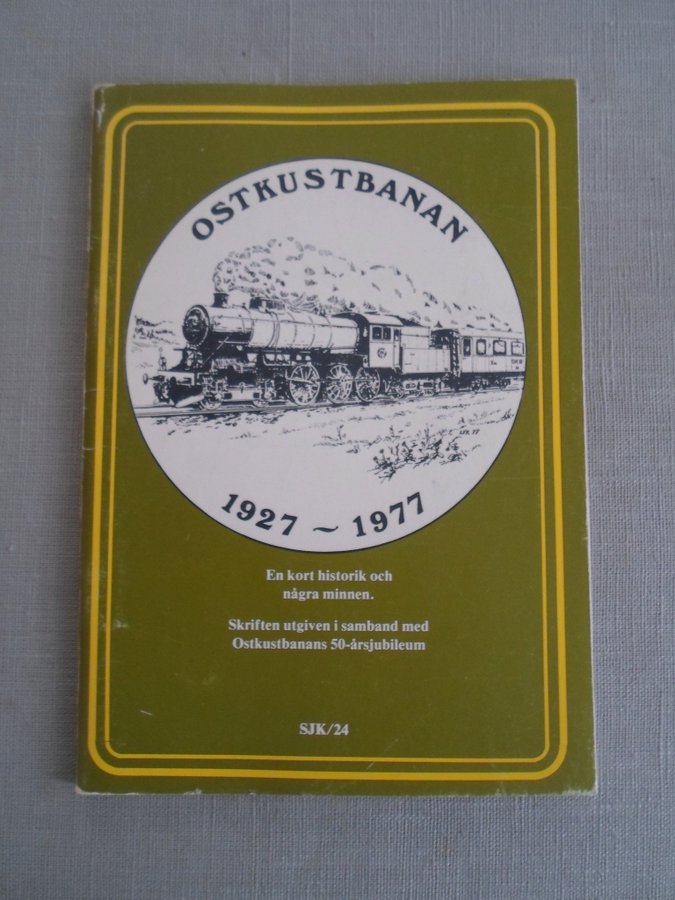 OSTKUSTBANAN
1927 ~ 1977
En kort historik och
några minnen.
Skriften utgiven i samband med
Ostkustbanans 50-årsjubileum
SJK/24